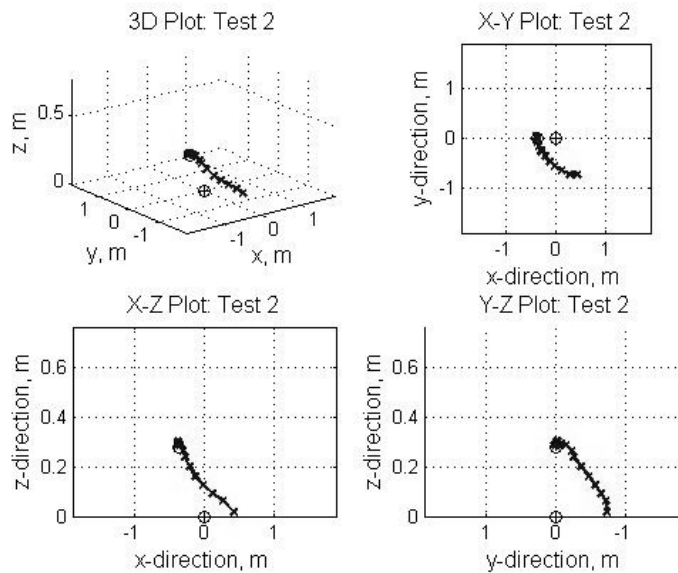 3D Plot: Test 2
X-Y Plot: Test 2
z, m
0.5
0
1
0
-1
y, m
-1
0
1
x, m
y-direction, m
1
0
-1
-1
0
1
x-direction, m
X-Z Plot: Test 2
Y-Z Plot: Test 2
z-direction, m
0.6
0.4
0.2
0
-1
0
1
x-direction, m
z-direction, m
0.6
0.4
0.2
0
1
0
-1
y-direction, m